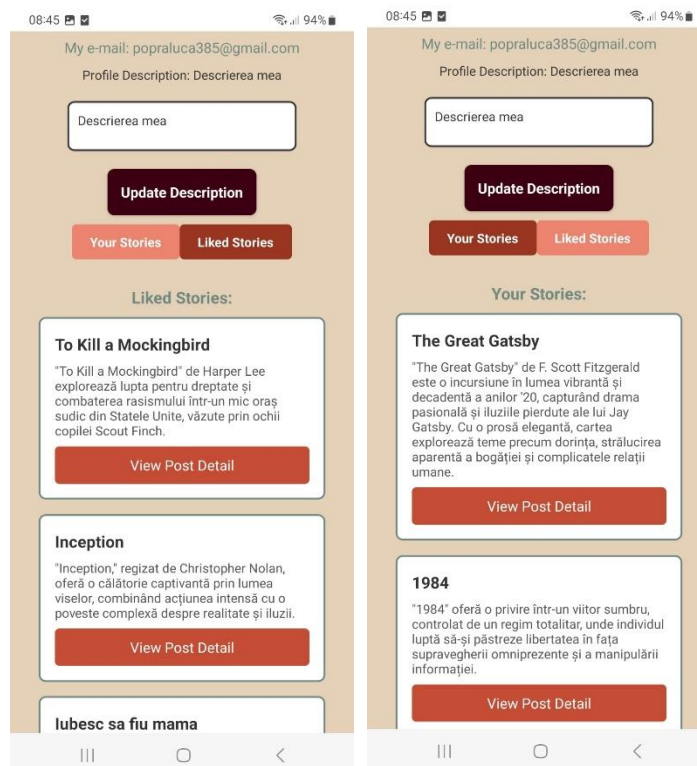 08:45 94%
My e-mail: popraluca385@gmail.com
Profile Description: Descrierea mea
Descrierea mea
Update Description
Your Stories Liked Stories
Liked Stories:
To Kill a Mockingbird
"To Kill a Mockingbird" de Harper Lee
explorează lupta pentru dreptate și
combaterea rasismului într-un mic oraș
sudic din Statele Unite, văzute prin ochii
copilei Scout Finch.
View Post Detail
Inception
"Inception," regizat de Christopher Nolan,
oferă o călătorie captivantă prin lumea
viselor, combinând acțiunea intensă cu o
poveste complexă despre realitate și iluzii.
View Post Detail
Iubesc sa fiu mama
08:45 94%
My e-mail: popraluca385@gmail.com
Profile Description: Descrierea mea
Descrierea mea
Update Description
Your Stories Liked Stories
Your Stories:
The Great Gatsby
"The Great Gatsby" de F. Scott Fitzgerald
este o incursiune în lumea vibrantă și
decadentă a anilor '20, capturând drama
pasională și iluziile pierdute ale lui Jay
Gatsby. Cu o prosă elegantă, cartea
explorează teme precum dorința, strălucirea
aparentă a bogăției și complicatele relații
umane.
View Post Detail
1984
"1984" oferă o privire într-un viitor sumbru,
controlat de un regim totalitar, unde individul
luptă să-și păstreze libertatea în fața
supravegherii omniprezente și a manipulării
informației.
View Post Detail